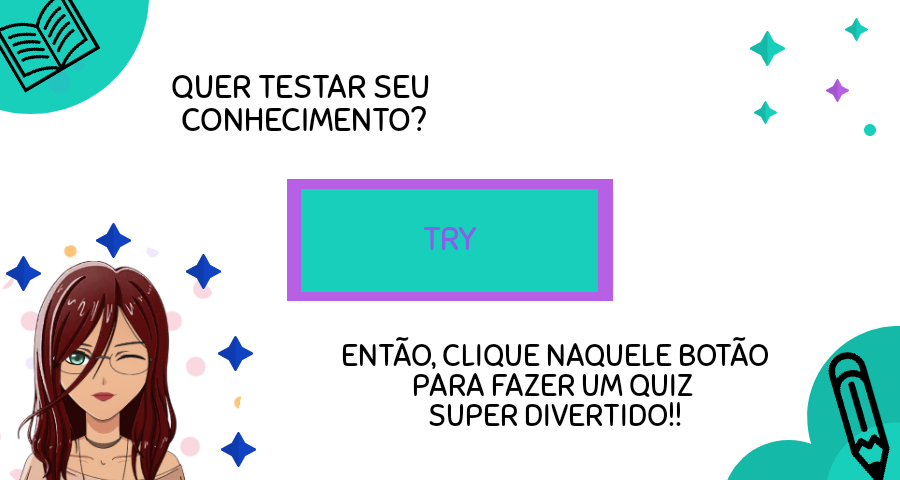 QUER TESTAR SEU
CONHECIMENTO?
TRY
ENTÃO, CLIQUE NAQUELE BOTÃO
PARA FAZER UM QUIZ
SUPER DIVERTIDO!!